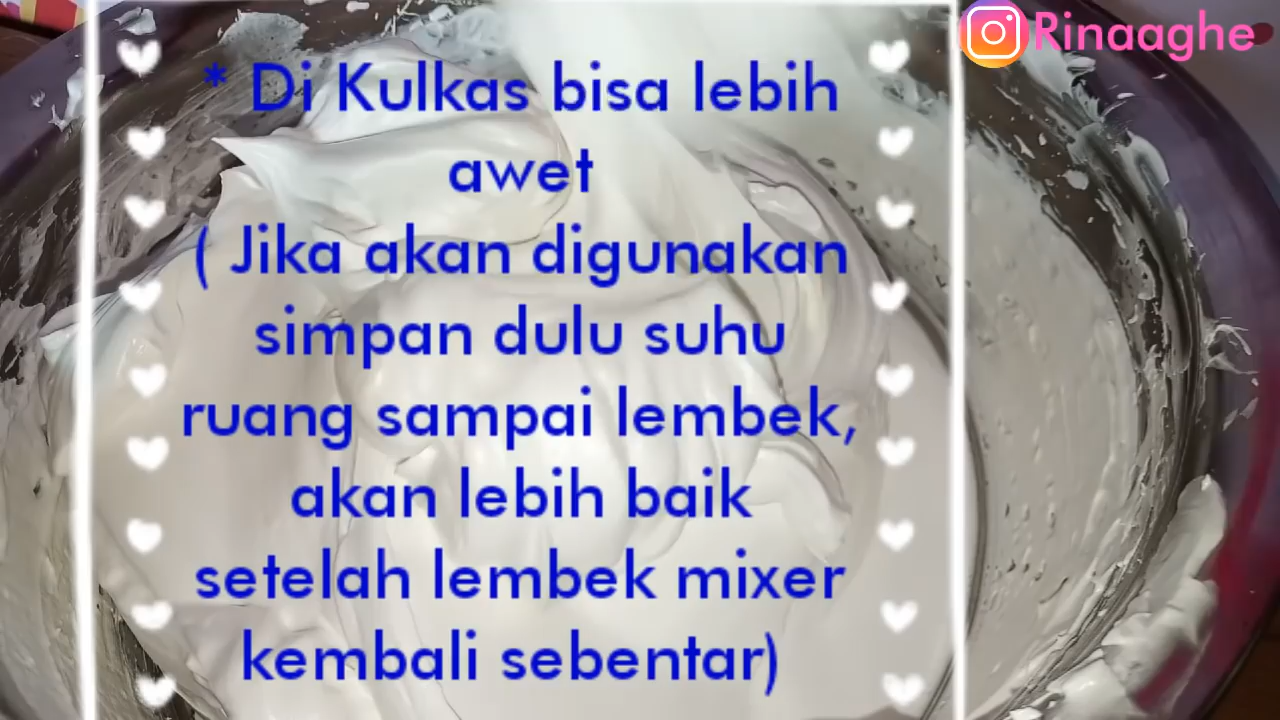 Rinaaghe
* Di Kulkas bisa lebih
awet
( Jika akan digunakan
simpan dulu suhu
ruang sampai lembek,
akan lebih baik
setelah lembek mixer
kembali sebentar)